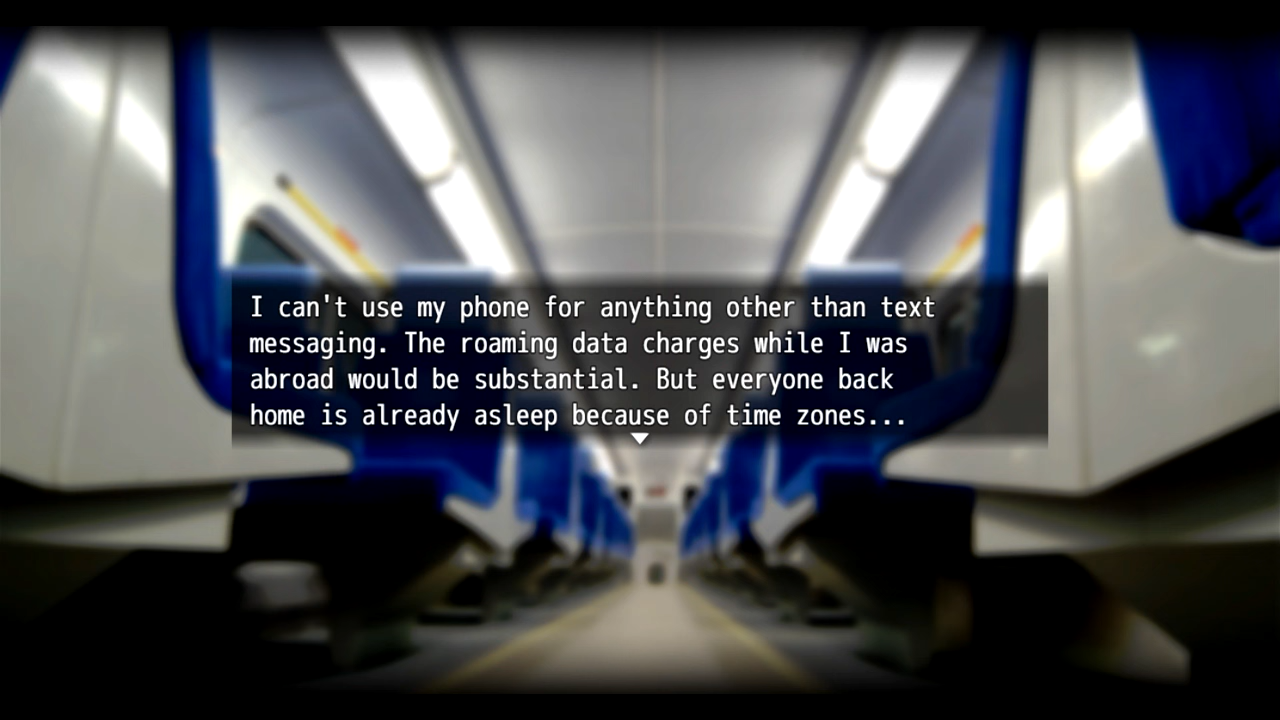 I can't use my phone for anything other than text
messaging. The roaming data charges while I was
abroad would be substantial. But everyone back
home is already asleep because of time zones...